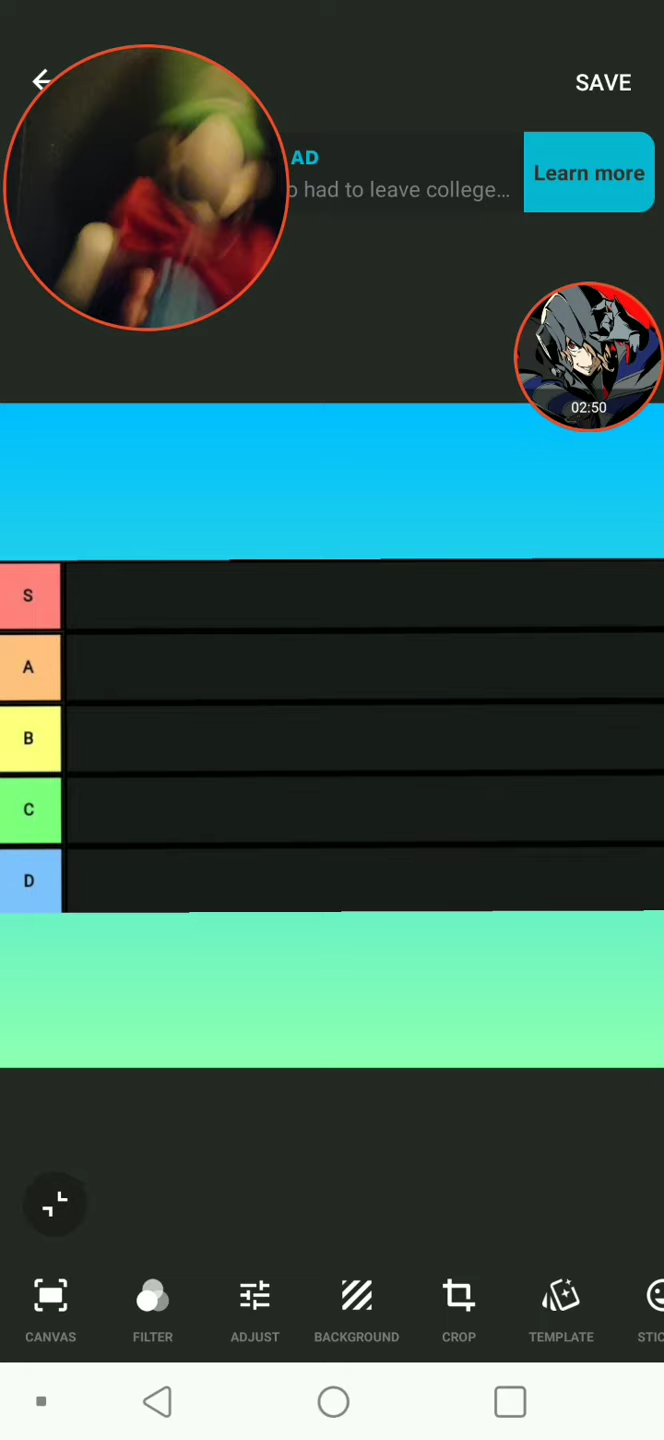 SAVE
AD
o had to leave college...
Learn more
02:50
S
A
B
C
D
CANVAS
FILTER
ADJUST
BACKGROUND
CROP
TEMPLATE
STIC